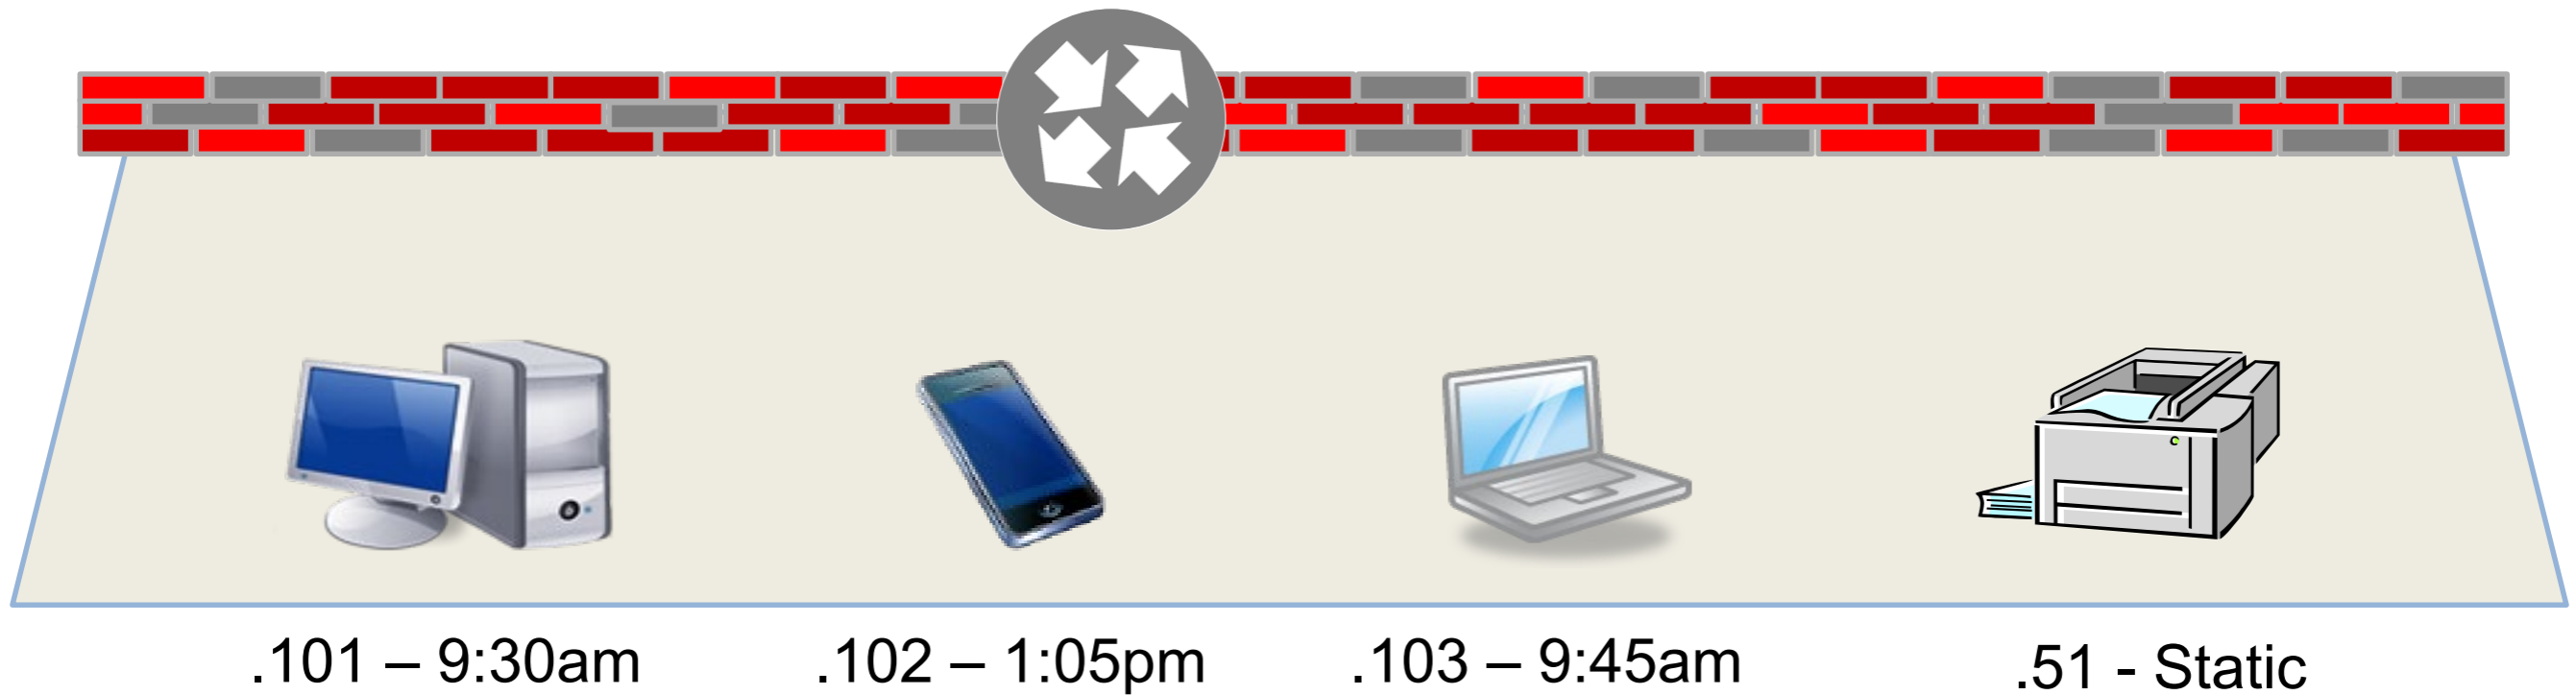 .101 – 9:30am
.102 – 1:05pm
.103 – 9:45am
.51 - Static